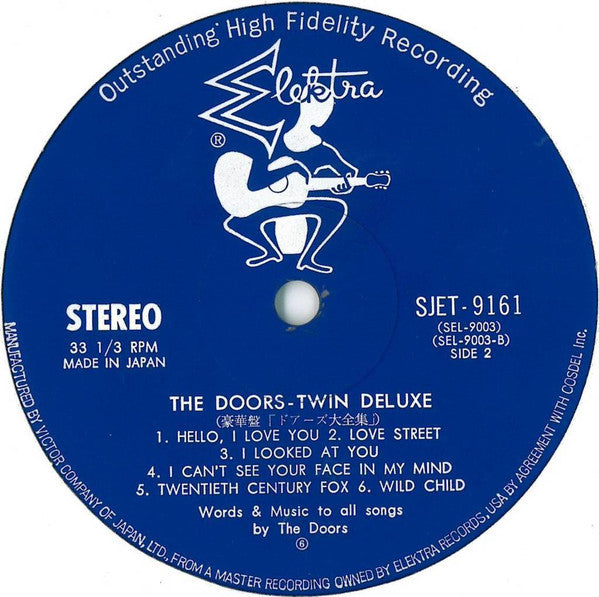 Outstanding High Fidelity Recording
Elektra
®
STEREO
33 1/3 RPM
MADE IN JAPAN
SJET-9161
(SEL-9003)
(SEL-9003-B)
SIDE 2
THE DOORS-TWIN DELUXE
(豪華盤「ドアーズ大全集」)
1. HELLO, I LOVE YOU 2. LOVE STREET
3. I LOOKED AT YOU
4. I CAN'T SEE YOUR FACE IN MY MIND
5. TWENTIETH CENTURY FOX 6. WILD CHILD
Words & Music to all songs
by The Doors
⑥
MANUFACTURED BY VICTOR COMPANY OF JAPAN, LTD., FROM A MASTER RECORDING OWNED BY ELEKTRA RECORDS, USA BY AGREEMENT WITH COSDEL Inc.